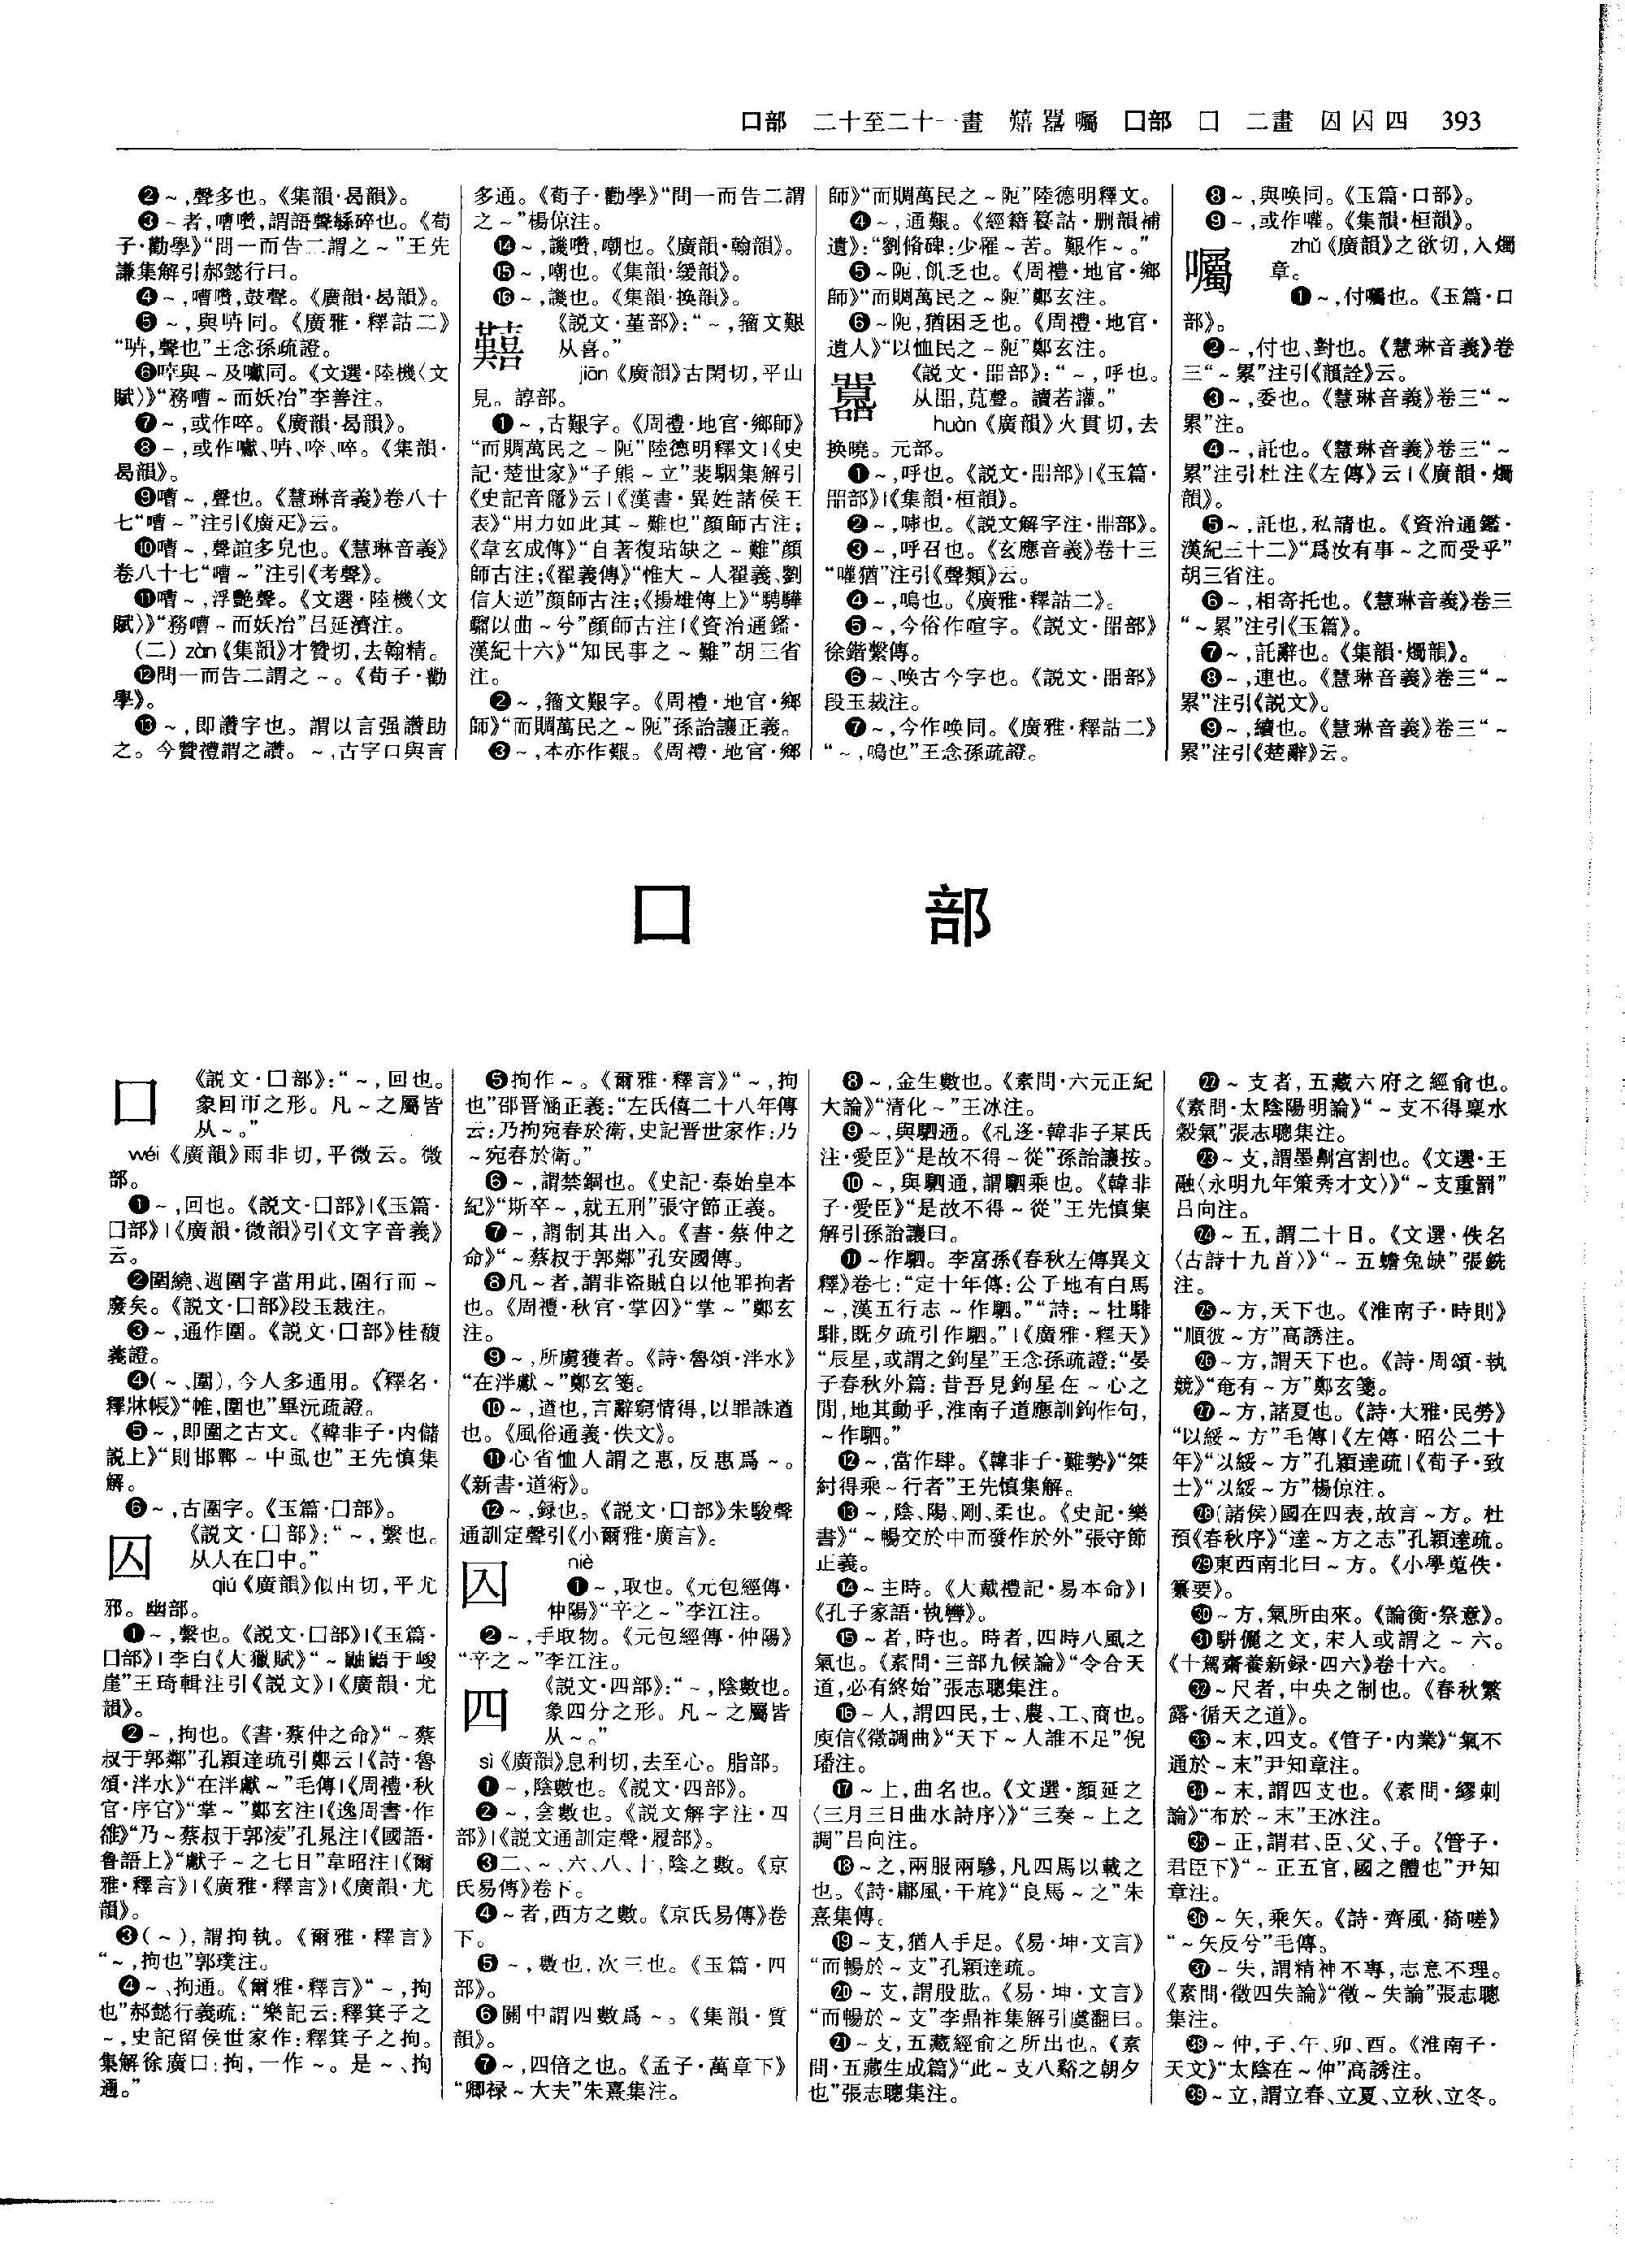 口部 二十至二十一畫 囏嚻囑 囗部 囗 二畫 囚囜四 393
❷～,聲多也。《集韻·曷韻》。
❸～者,嘈囋,謂語聲繇碎也。《荀
子·勸學》“問一而告二謂之～”王先
謙集解引郝懿行曰。
❹～,嘈囋,鼓聲。《廣韻·曷韻》。
❺～,與㖕同。《廣雅·釋詁二》
王念孫疏證。
及囐同。《文選·陸機〈文
賦〉》“務嘈～而妖冶”李善注。
❼～,或作啐。《廣韻·曷韻》。
《集韻·
曷韻》。
❾嘈～,聲也。《慧琳音義》卷八十
七“嘈～”注引《廣疋》云。
❿嘈～,聲誼多皃也。《慧琳音義》
卷八十七“嘈～”注引《考聲》。
⓫嘈～,浮艷聲。《文選·陸機〈文
賦〉》“務嘈～而妖冶”吕延濟注。
(二) zàn《集韻》才贊切,去翰精。
⓬問一而告二謂之～。《荀子·勸
學》。
⓭～,即讚字也。謂以言强讚助
之。今贊禮謂之讚。～,古字口與言
多通。《荀子·勸學》“問一而告二謂
之～”楊倞注。
⓮～,譏囋,嘲也。《廣韻·翰韻》。
⓯～,嘲也。《集韻·緩韻》。
⓰～,譏也。《集韻·换韻》。
囏
《説文·堇部》:“～,籀文艱
从喜。”
jiān《廣韻》古閑切,平山
見。諄部。
❶～,古艱字。《周禮·地官·鄉師》
“而賙萬民之～阨”陸德明釋文|《史
記·楚世家》“子熊～立”裴駰集解引
《史記音隱》云|《漢書·異姓諸侯王
表》“用力如此其～難也”顔師古注;
《韋玄成傳》“自著復玷缺之～難”顔
師古注;《翟義傳》“惟大～人翟義、劉
信人逆”顔師古注;《揚雄傳上》“騁驊
騮以曲～兮”顔師古注|《資治通鑑·
漢紀十六》“知民事之～難”胡三省
注。
❷～,籀文艱字。《周禮·地官·鄉
師》“而賙萬民之～阨”孫詒讓正義。
❸～,本亦作艱。《周禮·地官·鄉
師》“而賙萬民之～阨”陸德明釋文。
❹～,通艱。《經籍籑詁·删韻補
遺》:“劉脩碑:少罹～苦。艱作～。”
❺～阨,飢乏也。《周禮·地官·鄉
師》“而賙萬民之～阨”鄭玄注。
❻～阨,猶困乏也。《周禮·地官·
遺人》“以恤民之～阨”鄭玄注。
嚻
《説文·㗊部》:“～,呼也。
从㗊,萈聲。讀若讙。”
huàn《廣韻》火貫切,去
换曉。元部。
❶～,呼也。《説文·㗊部》|《玉篇·
㗊部》|《集韻·桓韻》。
❷～,嘑也。《説文解字注·㗊部》。
❸～,呼召也。《玄應音義》卷十三
“嚾猶”注引《聲類》云。
❹～,鳴也。《廣雅·釋詁二》。
❺～,今俗作喧字。《説文·㗊部》
徐鍇繫傳。
❻～、唤古今字也。《説文·㗊部》
段玉裁注。
❼～,今作唤同。《廣雅·釋詁二》
“～,鳴也”王念孫疏證。
❽～,與唤同。《玉篇·口部》。
❾～,或作嚾。《集韻·桓韻》。
囑
zhǔ《廣韻》之欲切,入燭
章。
❶～,付囑也。《玉篇·口
部》。
❷～,付也、對也。《慧琳音義》卷
三“～累”注引《韻詮》云。
❸～,委也。《慧琳音義》卷三“～
累”注。
❹～,託也。《慧琳音義》卷三“～
累”注引杜注《左傳》云|《廣韻·燭
韻》。
❺～,託也,私請也。《資治通鑑·
漢紀三十二》“爲汝有事～之而受乎”
胡三省注。
❻～,相寄托也。《慧琳音義》卷三
“～累”注引《玉篇》。
❼～,託辭也。《集韻·燭韻》。
❽～,連也。《慧琳音義》卷三“～
累”注引《説文》。
❾～,續也。《慧琳音義》卷三“～
累”注引《楚辭》云。
囗 部
囗
《説文·囗部》:“～,回也。
象回帀之形。凡～之屬皆
从～。”
wéi《廣韻》雨非切,平微云。微
部。
❶～,回也。《説文·囗部》|《玉篇·
囗部》|《廣韻·微韻》引《文字音義》
云。
❷圍繞、週圍字當用此,圍行而～
廢矣。《説文·囗部》段玉裁注。
❸～,通作圍。《説文·囗部》桂馥
義證。
❹(～、圍),今人多通用。《釋名·
釋牀帳》“帷,圍也”畢沅疏證。
❺～,即圍之古文。《韓非子·内儲
説上》“則邯鄲～中虱也”王先慎集
解。
❻～,古圍字。《玉篇·囗部》。
囚
《説文·囗部》:“～,繫也。
从人在囗中。”
qiú《廣韻》似由切,平尤
邪。幽部。
❶～,繫也。《説文·囗部》|《玉篇·
囗部》|李白《大獵賦》“～鼬鼯于峻
崖”王琦輯注引《説文》|《廣韻·尤
韻》。
❷～,拘也。《書·蔡仲之命》“～蔡
叔于郭鄰”孔穎達疏引鄭云|《詩·魯
頌·泮水》“在泮獻～”毛傳|《周禮·秋
官·序官》“掌～”鄭玄注|《逸周書·作
雒》“乃～蔡叔于郭淩”孔晁注|《國語·
魯語上》“獻子～之七日”韋昭注|《爾
雅·釋言》|《廣雅·釋言》|《廣韻·尤
韻》。
❸(～),謂拘執。《爾雅·釋言》
“～,拘也”郭璞注。
❹～、拘通。《爾雅·釋言》“～,拘
也”郝懿行義疏:“樂記云:釋箕子之
～,史記留侯世家作:釋箕子之拘。
集解徐廣曰:拘,一作～。是～、拘
通。”
❺拘作～。《爾雅·釋言》“～,拘
也”邵晋涵正義:“左氏僖二十八年傳
云:乃拘宛春於衛,史記晋世家作:乃
～宛春於衛。”
❻～,謂禁錮也。《史記·秦始皇本
紀》“斯卒～,就五刑”張守節正義。
❼～,謂制其出入。《書·蔡仲之
命》“～蔡叔于郭鄰”孔安國傳。
❽凡～者,謂非盗賊自以他罪拘者
也。《周禮·秋官·掌囚》“掌～”鄭玄
注。
❾～,所虜獲者。《詩·魯頌·泮水》
“在泮獻～”鄭玄箋。
❿～,遒也,言辭窮情得,以罪誅遒
也。《風俗通義·佚文》。
⓫心省恤人謂之惠,反惠爲～。
《新書·道術》。
⓬～,録也。《説文·囗部》朱駿聲
通訓定聲引《小爾雅·廣言》。
囜
niè
❶～,取也。《元包經傳·
仲陽》“辛之～”李江注。
❷～,手取物。《元包經傳·仲陽》
“辛之～”李江注。
四
《説文·四部》:“～,陰數也。
象四分之形。凡～之屬皆
从～。”
sì《廣韻》息利切,去至心。脂部。
❶～,陰數也。《説文·四部》。
❷～,侌數也。《説文解字注·四
部》|《説文通訓定聲·履部》。
❸二、～、六、八、十,陰之數。《京
氏易傳》卷下。
❹～者,西方之數。《京氏易傳》卷
下。
❺～,數也,次三也。《玉篇·四
部》。
❻關中謂四數爲～。《集韻·質
韻》。
❼～,四倍之也。《孟子·萬章下》
“卿禄～大夫”朱熹集注。
❽～,金生數也。《素問·六元正紀
大論》“清化～”王冰注。
❾～,與駟通。《札迻·韓非子某氏
注·愛臣》“是故不得～從”孫詒讓按。
❿～,與駟通,謂駟乘也。《韓非
子·愛臣》“是故不得～從”王先慎集
解引孫詒讓曰。
⓫～作駟。李富孫《春秋左傳異文
釋》卷七:“定十年傳:公子地有白馬
～,漢五行志～作駟。”“詩:～牡騑
騑,既夕疏引作駟。”|《廣雅·釋天》
“辰星,或謂之鉤星”王念孫疏證:“晏
子春秋外篇:昔吾見鉤星在～心之
閒,地其動乎,淮南子道應訓鉤作句,
～作駟。”
⓬～,當作肆。《韓非子·難勢》“桀
紂得乘～行者”王先慎集解。
⓭～,陰、陽、剛、柔也。《史記·樂
書》“～暢交於中而發作於外”張守節
正義。
⓮～主時。《大戴禮記·易本命》|
《孔子家語·執轡》。
⓯～者,時也。時者,四時八風之
氣也。《素問·三部九候論》“令合天
道,必有終始”張志聰集注。
⓰～人,謂四民,士、農、工、商也。
庾信《徵調曲》“天下～人誰不足”倪
璠注。
⓱～上,曲名也。《文選·顔延之
〈三月三日曲水詩序〉》“三奏～上之
調”吕向注。
⓲～之,兩服兩驂,凡四馬以載之
也。《詩·鄘風·干旄》“良馬～之”朱
熹集傳。
⓳～支,猶人手足。《易·坤·文言》
“而暢於～支”孔穎達疏。
⓴～支,謂股肱。《易·坤·文言》
“而暢於～支”李鼎祚集解引虞翻曰。
㉑～支,五藏經俞之所出也。《素
問·五藏生成篇》“此～支八谿之朝夕
也”張志聰集注。
㉒～支者,五藏六府之經俞也。
《素問·太陰陽明論》“～支不得稟水
穀氣”張志聰集注。
㉓～支,謂墨劓宫割也。《文選·王
融〈永明九年策秀才文〉》“～支重罰”
吕向注。
㉔～五,謂二十日。《文選·佚名
〈古詩十九首〉》“～五蟾兔缺”張銑
注。
㉕～方,天下也。《淮南子·時則》
“順彼～方”高誘注。
㉖～方,謂天下也。《詩·周頌·執
競》“奄有～方”鄭玄箋。
㉗～方,諸夏也。《詩·大雅·民勞》
“以綏～方”毛傳|《左傳·昭公二十
年》“以綏～方”孔穎達疏|《荀子·致
士》“以綏～方”楊倞注。
㉘(諸侯)國在四表,故言～方。杜
預《春秋序》“達～方之志”孔穎達疏。
㉙東西南北曰～方。《小學蒐佚·
纂要》。
㉚～方,氣所由來。《論衡·祭意》。
㉛駢儷之文,宋人或謂之～六。
《十駕齋養新録·四六》卷十六。
㉜～尺者,中央之制也。《春秋繁
露·循天之道》。
㉝～末,四支。《管子·内業》“氣不
通於～末”尹知章注。
㉞～末,謂四支也。《素問·繆刺
論》“布於～末”王冰注。
㉟～正,謂君、臣、父、子。《管子·
君臣下》“～正五官,國之體也”尹知
章注。
㊱～矢,乘矢。《詩·齊風·猗嗟》
“～矢反兮”毛傳。
㊲～失,謂精神不專,志意不理。
《素問·徵四失論》“徵～失論”張志聰
集注。
㊳～仲,子、午、卯、酉。《淮南子·
天文》“太陰在～仲”高誘注。
㊴～立,謂立春、立夏、立秋、立冬。